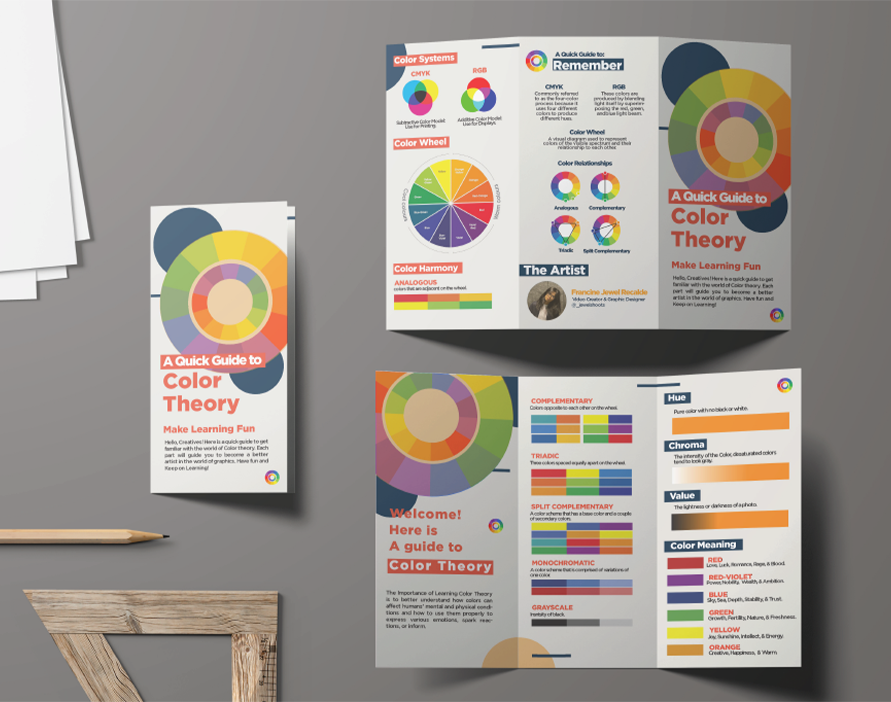 A Quick Guide to
Color
Theory
Make Learning Fun
Hello, Creatives! Here is a quick guide to get
familiar with the world of Color theory. Each
part will guide you to become a better
artist in the world of graphics. Have fun and
Keep on Learning!
Color Systems
CMYK
RGB
Subtractive Color Model.
Use for Printing.
Additive Color Model
Use for Displays.
Color Wheel
Color Harmony
ANALOGOUS
colors that are adjacent on the wheel.
A Quick Guide to:
Remember
CMYK
Commonly referred
to as the four-color
process because it
uses four different
colors to produce
different hues.
RGB
These colors are
produced by blending
light itself by superim-
posing the red, green,
and blue light beam.
Color Wheel
A visual diagram used to represent
colors of the visible spectrum and their
relationship to each other.
Color Relationships
Analogous
Complementary
Triadic
Split Complementary
The Artist
Francine Jewel Recalde
Video Creator & Graphic Designer
A Quick Guide to
Color
Theory
Make Learning Fun
Hello, Creatives! Here is a quick guide to get
familiar with the world of Color theory. Each
part will guide you to become a better
artist in the world of graphics. Have fun and
Keep on Learning!
Welcome!
Here is
A guide to
Color Theory
The Importance of Learning Color Theory
is to better understand how colors can
affect humans' mental and physical condi-
tions and how to use them properly to
express various emotions, spark reac-
tions, or inform.
COMPLEMENTARY
Colors opposite to each other on the wheel.
TRIADIC
Three colors spaced equally apart on the wheel.
SPLIT COMPLEMENTARY
A color scheme that has a base color and a couple
of secondary colors.
MONOCHROMATIC
A color scheme that is comprised of variations of
one color.
GRAYSCALE
of black.
Hue
Pure color with no black or white.
Chroma
The intensity of the Color, desaturated colors
tend to look gray.
Value
The lightness or darkness of a photo.
Color Meaning
RED
Love, Luck, Romance, Rage, & Blood.
RED-VIOLET
Power, Nobility, Wealth, & Ambition.
BLUE
Sky, Sea, Depth, Stability, & Trust.
GREEN
Growth, Fertility, Nature, & Freshness.
YELLOW
Joy, Sunshine, Intellect, & Energy.
ORANGE
Creative, Happiness, & Warm.